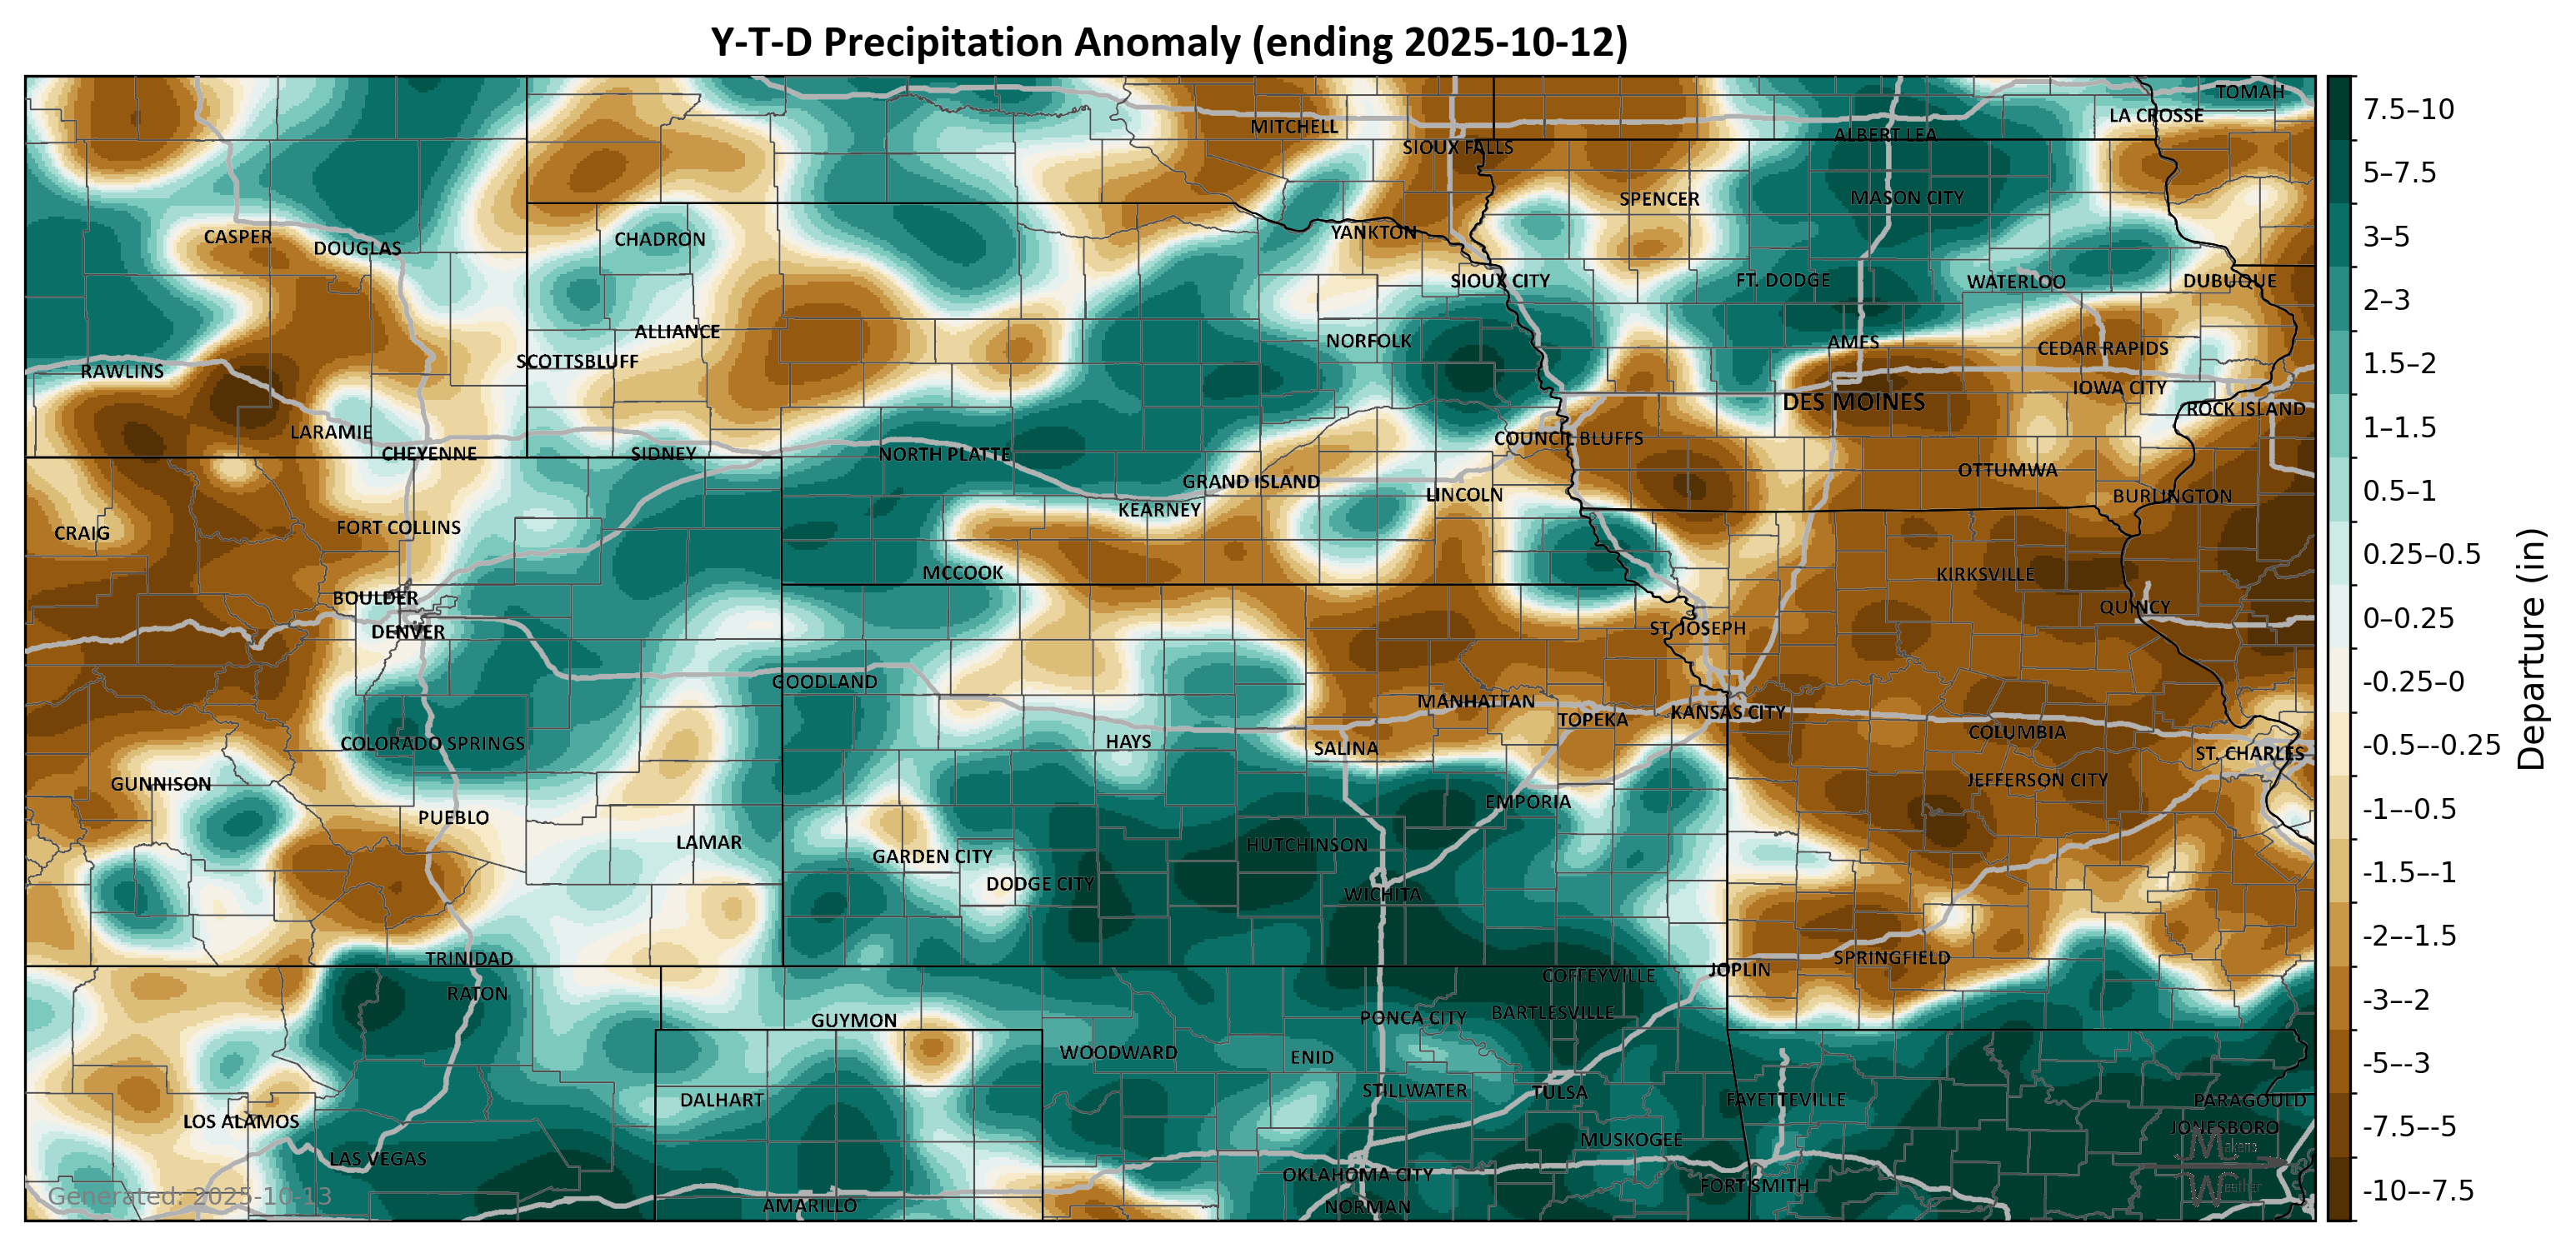 Y-T-D Precipitation Anomaly (ending 2025-10-12)
TOMAH
LA CROSSE
MITCHELL
ALBERT LEA
SIOUX FALLS
SPENCER
MASON CITY
CASPER
DOUGLAS
CHADRON
YANKTON
SIOUX CITY
FT. DODGE
WATERLOO
DUBUQUE
ALLIANCE
NORFOLK
AMES
CEDAR RAPIDS
SCOTTSBLUFF
RAWLINS
IOWA CITY
DES MOINES
ROCK ISLAND
LARAMIE
COUNCIL BLUFFS
CHEYENNE
SIDNEY
NORTH PLATTE
OTTUMWA
GRAND ISLAND
LINCOLN
BURLINGTON
KEARNEY
CRAIG
FORT COLLINS
MCCOOK
KIRKSVILLE
BOULDER
QUINCY
DENVER
ST. JOSEPH
GOODLAND
MANHATTAN
TOPEKA
KANSAS CITY
COLUMBIA
COLORADO SPRINGS
HAYS
SALINA
ST. CHARLES
GUNNISON
JEFFERSON CITY
EMPORIA
PUEBLO
LAMAR
HUTCHINSON
GARDEN CITY
DODGE CITY
WICHITA
TRINIDAD
SPRINGFIELD
JOPLIN
COFFEYVILLE
RATON
BARTLESVILLE
PONCA CITY
GUYMON
WOODWARD
ENID
STILLWATER
TULSA
DALHART
FAYETTEVILLE
PARAGOULD
LOS ALAMOS
JONESBORO
MUSKOGEE
Makens
Weather
LAS VEGAS
OKLAHOMA CITY
FORT SMITH
Generated: 2025-10-13
AMARILLO
NORMAN
7.5–10
5–7.5
3–5
2–3
1.5–2
1–1.5
0.5–1
0.25–0.5
0–0.25
-0.25–0
-0.5–-0.25
-1–-0.5
-1.5–-1
-2–-1.5
-3–-2
-5–-3
-7.5–-5
-10–-7.5
Departure (in)